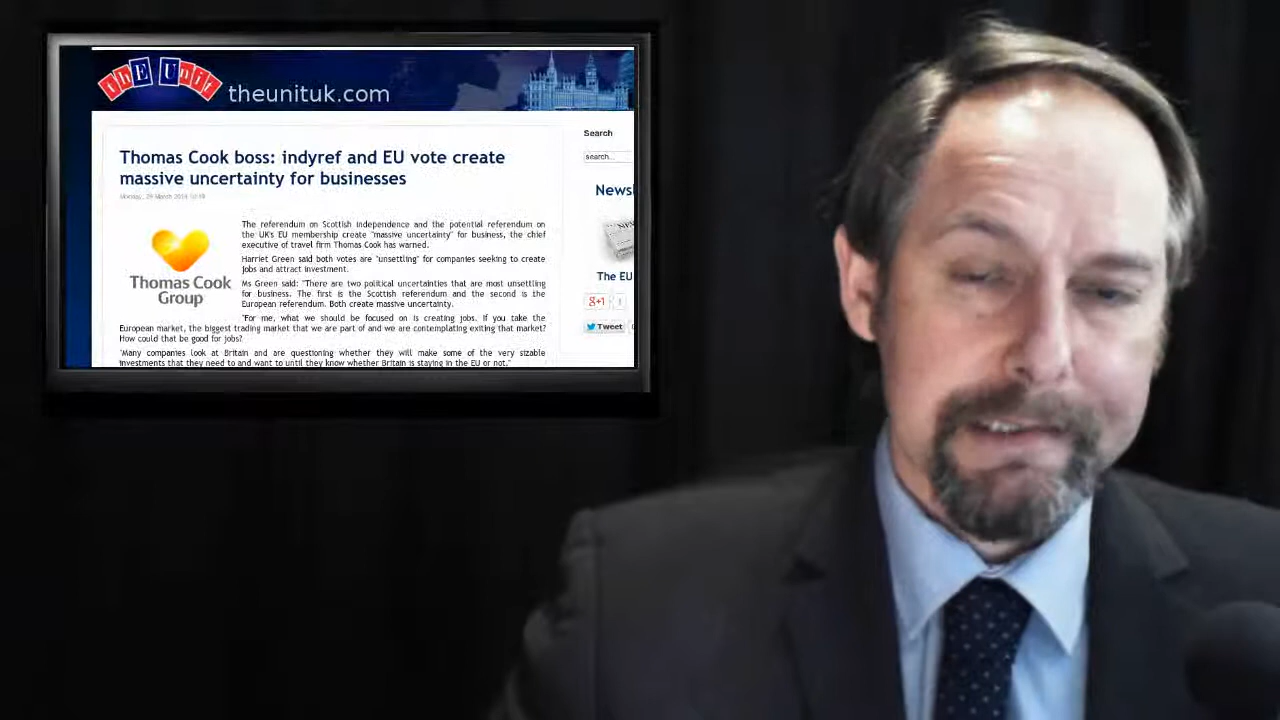 thE Unit
theunituk.com
Thomas Cook boss: indyref and EU vote create
massive uncertainty for businesses
Search
search...
The referendum on Scottish independence and the potential referendum on
the UK's EU membership create "massive uncertainty" for business, the chief
executive of travel firm Thomas Cook has warned.
Harriet Green said both votes are "unsettling" for companies seeking to create
jobs and attract investment.
Ms Green said: "There are two political uncertainties that are most unsettling
for business. The first is the Scottish referendum and the second is the
European referendum. Both create massive uncertainty.
"For me, what we should be focused on is creating jobs. If you take the
European market, the biggest trading market that we are part of and we are contemplating exiting that market?
How could that be good for jobs?
"Many companies look at Britain and are questioning whether they will make some of the very sizable
investments that they need to and want to until they know whether Britain is staying in the EU or not."
Thomas Cook
Group
Newsl
The EU
g+1
Tweet